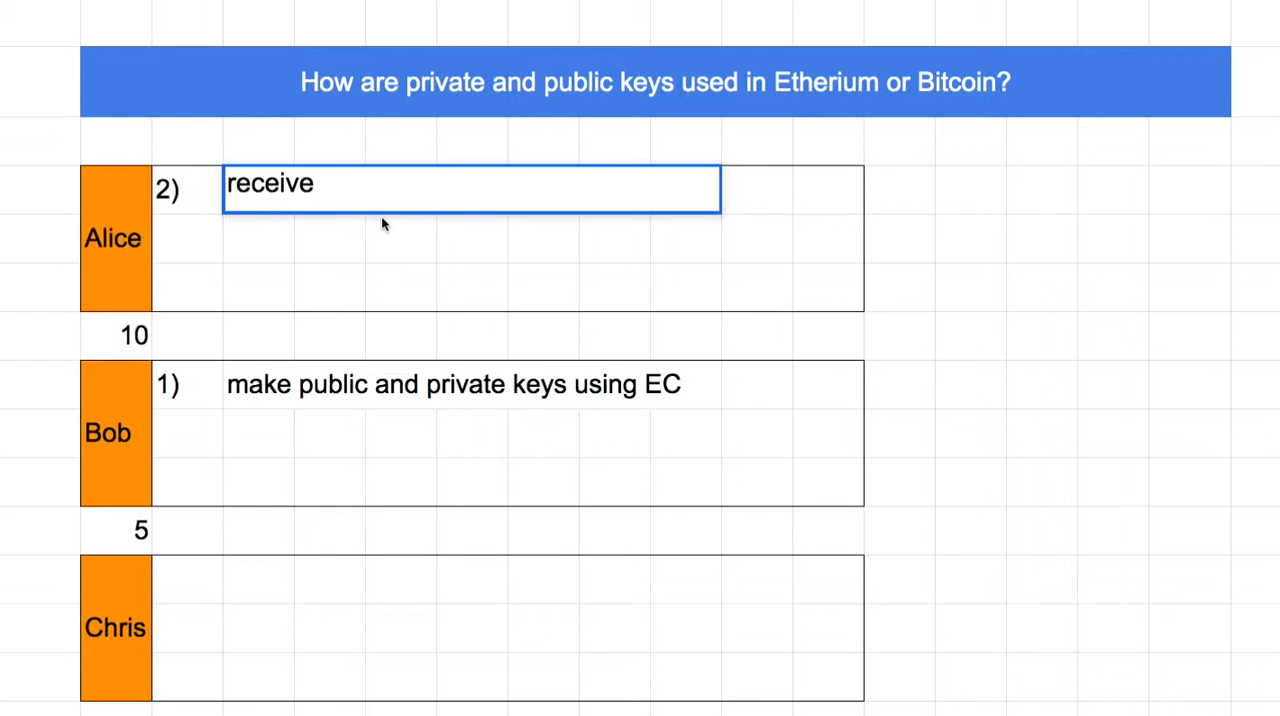 How are private and public keys used in Etherium or Bitcoin?
Alice
2) receive
10
Bob
1) make public and private keys using EC
5
Chris